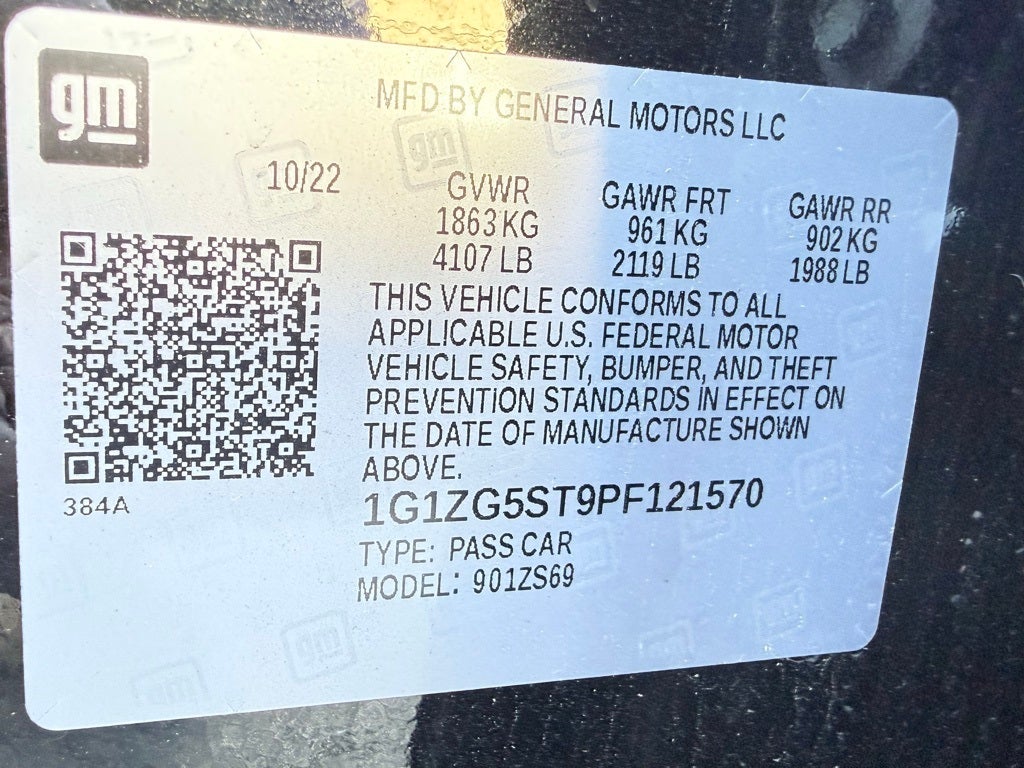 gm
MFD BY GENERAL MOTORS LLC
10/22
GVWR
1863 KG
4107 LB
GAWR FRT
961 KG
2119 LB
GAWR RR
902 KG
1988 LB
THIS VEHICLE CONFORMS TO ALL
APPLICABLE U.S. FEDERAL MOTOR
VEHICLE SAFETY, BUMPER, AND THEFT
PREVENTION STANDARDS IN EFFECT ON
THE DATE OF MANUFACTURE SHOWN
ABOVE.
384A
1G1ZG5ST9PF121570
TYPE: PASS CAR
MODEL: 901ZS69